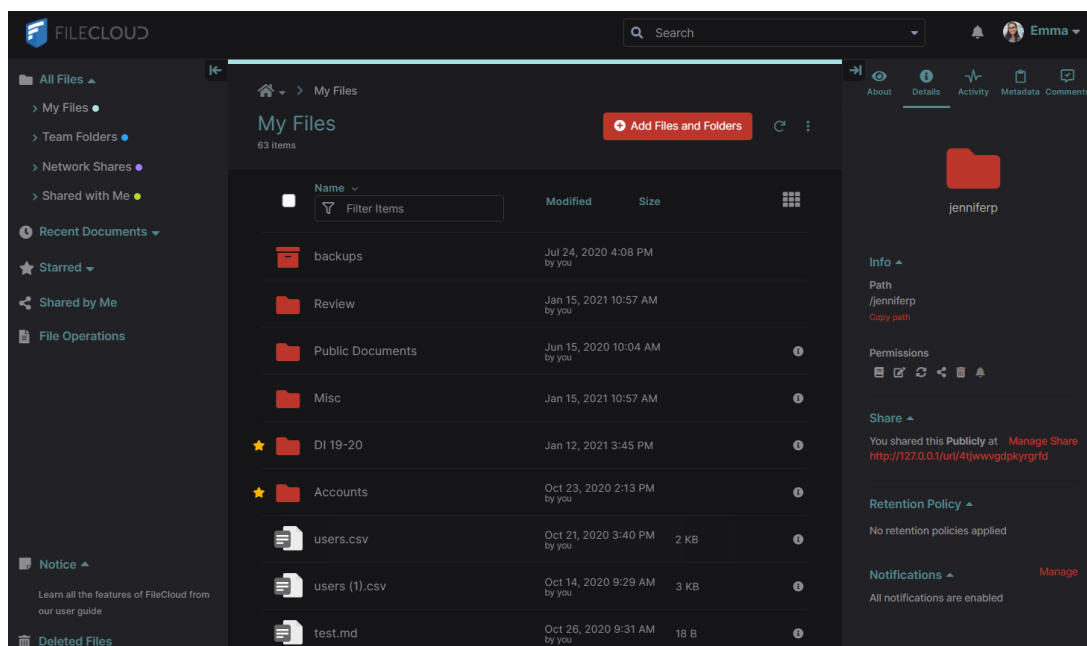 FILECLOUD
Search
Emma
All Files
My Files
Team Folders
Network Shares
Shared with Me
Recent Documents
Starred
Shared by Me
File Operations
Notice
Learn all the features of FileCloud from
our user guide
Deleted Files
My Files
My Files
63 items
Add Files and Folders
Name
Filter Items
Modified
Size
backups
Jul 24, 2020 4:08 PM
by you
Review
Jan 15, 2021 10:57 AM
by you
Public Documents
Jun 15, 2020 10:04 AM
by you
Misc
Jan 15, 2021 10:57 AM
DI 19-20
Jan 12, 2021 3:45 PM
Accounts
Oct 23, 2020 2:13 PM
by you
users.csv
Oct 21, 2020 3:40 PM
by you
2 KB
users (1).csv
Oct 14, 2020 9:29 AM
by you
3 KB
test.md
Oct 26, 2020 9:31 AM
by you
18 B
About
Details
Activity
Metadata
Comments
jenniferp
Info
Path
/jenniferp
Copy path
Permissions
Share
You shared this Publicly at Manage Share
http://127.0.0.1/url/4tjwwvgdpkyrgrfd
Retention Policy
No retention policies applied
Notifications
Manage
All notifications are enabled